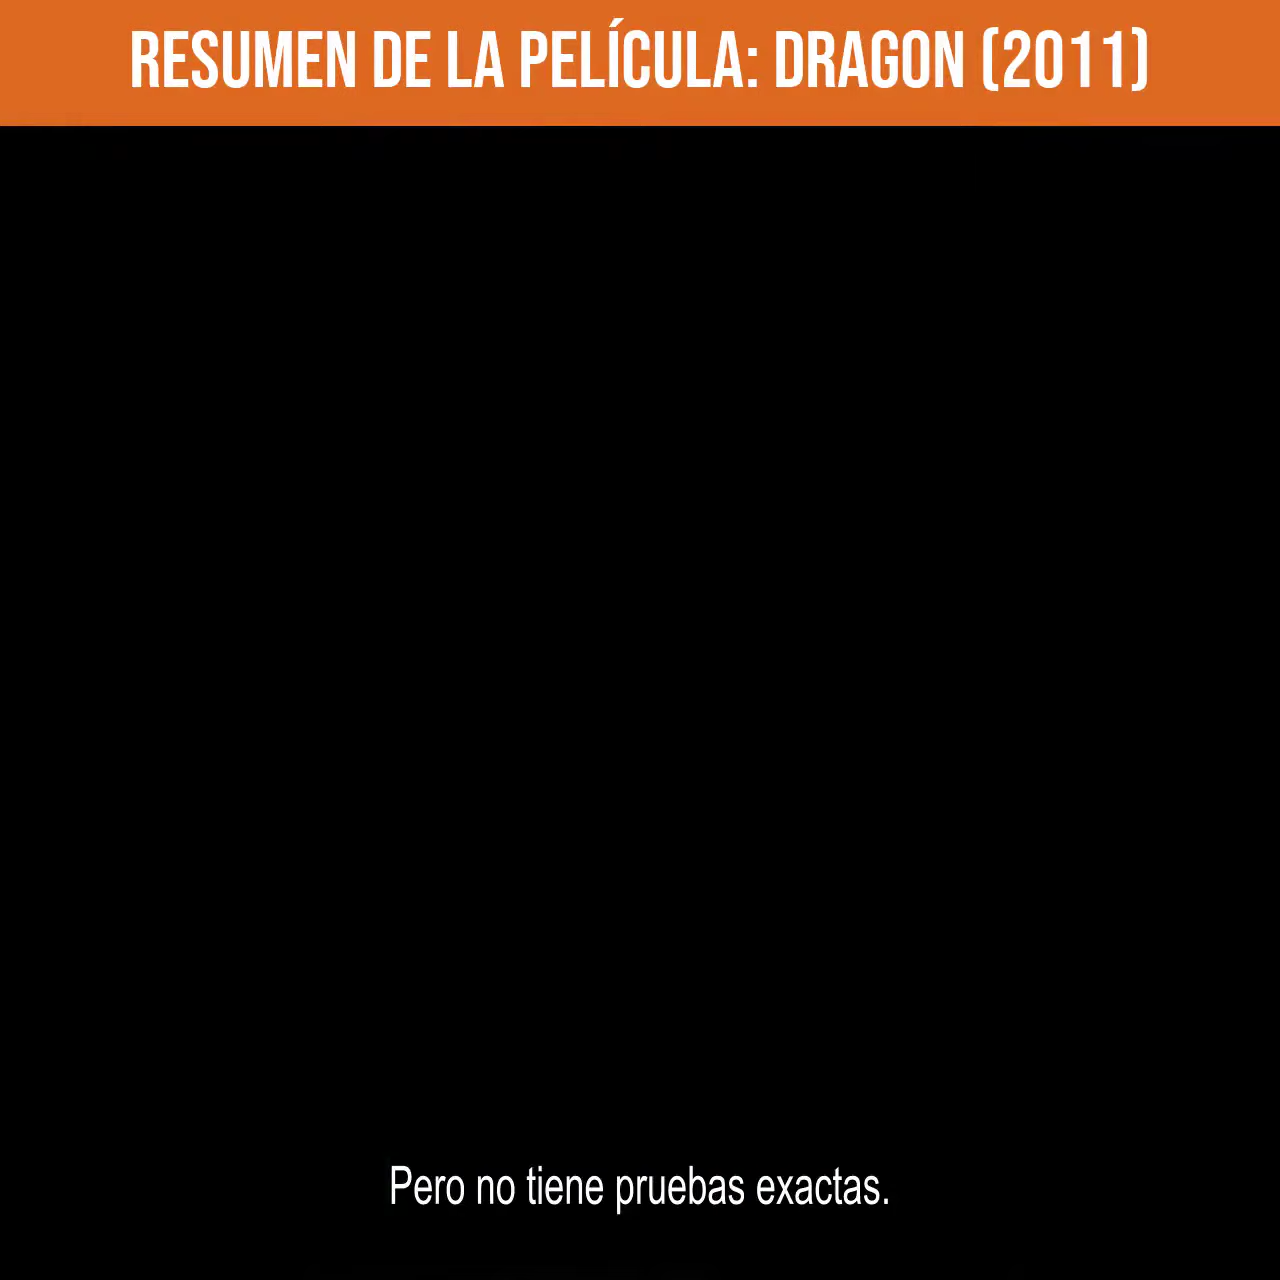 RESUMEN DE LA PELÍCULA: DRAGON (2011)
Pero no tiene pruebas exactas.